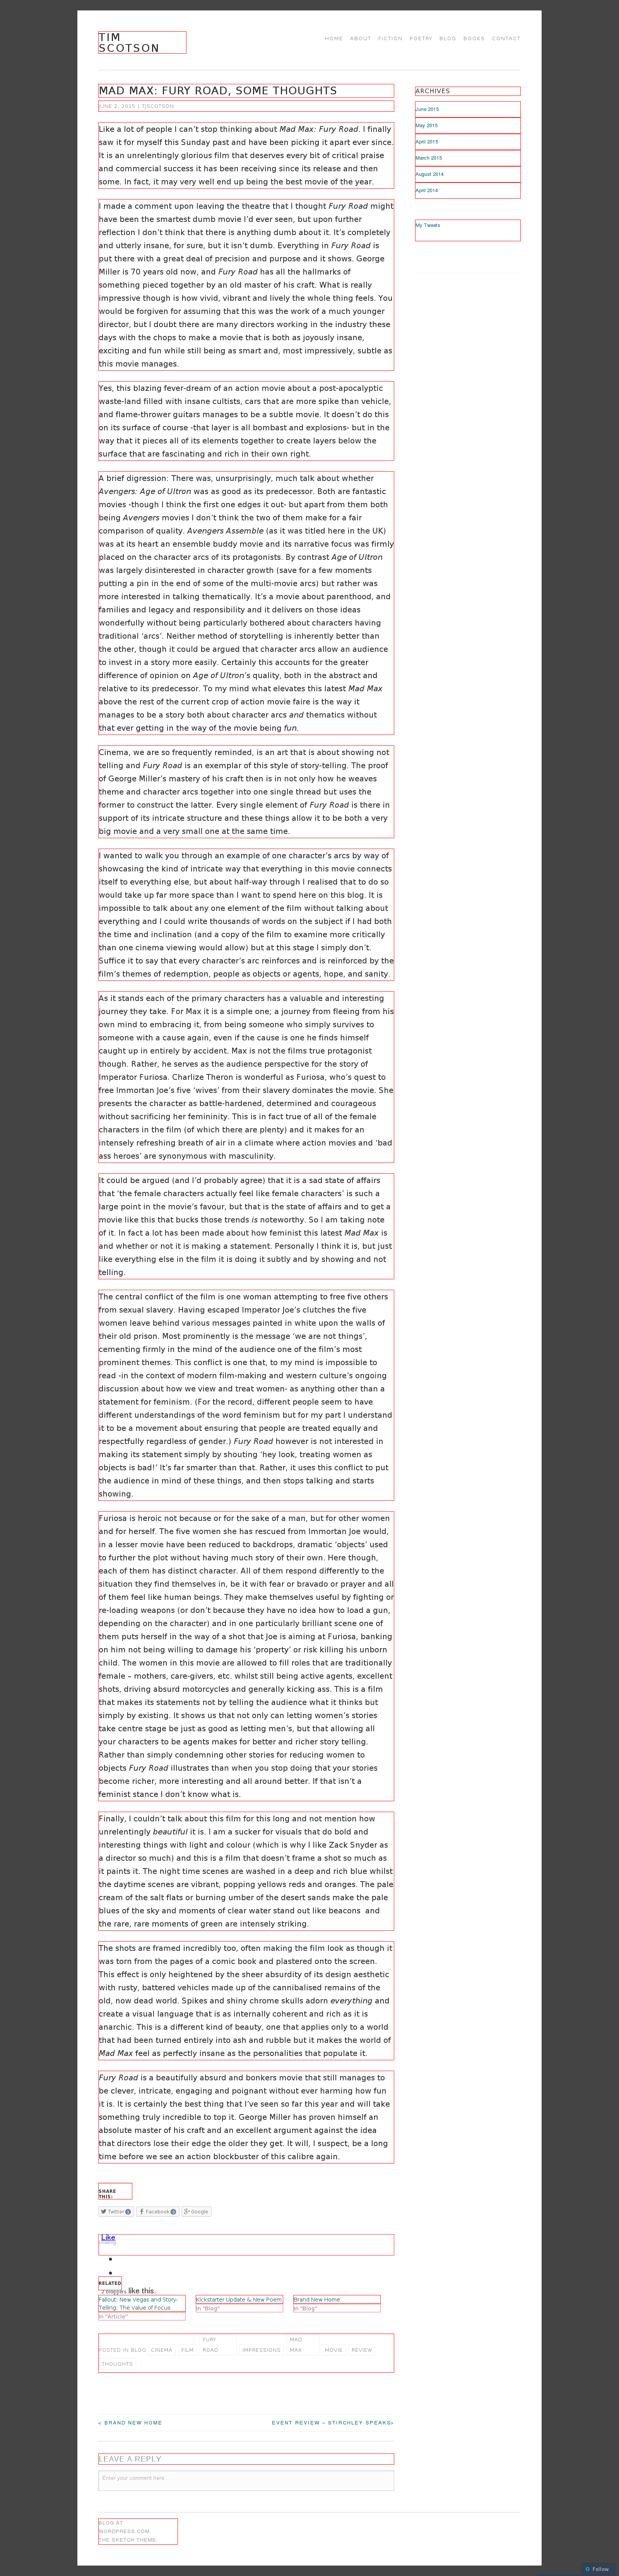 TIM
SCOTSON
HOME ABOUT FICTION POETRY BLOG BOOKS CONTACT
MAD MAX: FURY ROAD, SOME THOUGHTS
JUNE 2, 2015 | TJSCOTSON
Like a lot of people I can't stop thinking about Mad Max: Fury Road. I finally
saw it for myself this Sunday past and have been picking it apart ever since.
It is an unrelentingly glorious film that deserves every bit of critical praise
and commercial success it has been receiving since its release and then
some. In fact, it may very well end up being the best movie of the year.
I made a comment upon leaving the theatre that I thought Fury Road might
have been the smartest dumb movie I'd ever seen, but upon further
reflection I don't think that there is anything dumb about it. It's completely
and utterly insane, for sure, but it isn't dumb. Everything in Fury Road is
put there with a great deal of precision and purpose and it shows. George
Miller is 70 years old now, and Fury Road has all the hallmarks of
something pieced together by an old master of his craft. What is really
impressive though is how vivid, vibrant and lively the whole thing feels. You
would be forgiven for assuming that this was the work of a much younger
director, but I doubt there are many directors working in the industry these
days with the chops to make a movie that is both as joyously insane,
exciting and fun while still being as smart and, most impressively, subtle as
this movie manages.
Yes, this blazing fever-dream of an action movie about a post-apocalyptic
waste-land filled with insane cultists, cars that are more spike than vehicle,
and flame-thrower guitars manages to be a subtle movie. It doesn't do this
on its surface of course -that layer is all blood and explosions- but in the
way that it pieces all of its elements together to create layers below the
surface that are fascinating and rich in their own right.
A brief digression: There was, unsurprisingly, much talk about whether
Avengers: Age of Ultron was as good as its predecessor. Both are fantastic
movies -though I think the first one edges it out- but apart from them both
being Avengers movies I don't think the two of them make for a fair
comparison of quality. Avengers Assemble (as it was titled here in the UK)
was at its heart an ensemble buddy movie and its narrative focus was firmly
placed on the character arcs of its protagonists. By contrast Age of Ultron
was largely disinterested in character growth (save for a few moments
putting a pin in the end of some of the multi-movie arcs) but rather was
more interested in talking thematically. It's a movie about parenthood, and
families and legacy and responsibility and it delivers on those ideas
wonderfully without being particularly bothered about characters having
traditional 'arcs'. Neither method of storytelling is inherently better than
the other, though it could be argued that character arcs allow an audience
to invest in a story more easily. Certainly this accounts for the greater
difference of opinion on Age of Ultron's quality, both in the abstract and
relative to its predecessor. To my mind what elevates this latest Mad Max
above the rest of the current crop of action movie faire is the way it
manages to be a story both about character arcs and thematics without
that ever getting in the way of the movie being fun.
Cinema, we are so frequently reminded, is an art that is about showing not
telling and Fury Road is an exemplar of this style of story-telling. The proof
of George Miller's mastery of his craft then is in not only how he weaves
theme and character arcs together into one single thread but uses the
former to construct the latter. Every single element of Fury Road is there in
support of its intricate structure and these things allow it to be both a very
big movie and a very small one at the same time.
I wanted to walk you through an example of one character's arcs by way of
showcasing the kind of intricate way that everything in this movie connects
itself to everything else, but about half-way through I realised that to do so
would take up far more space than I want to spend here on this blog. It is
impossible to talk about any one element of the film without talking about
everything and I could write thousands of words on the subject if I had both
the time and inclination (and a copy of the film to examine more critically
than one cinema viewing would allow) but at this stage I simply don't.
Suffice it to say that every character's arc reinforces and is reinforced by the
film's themes of redemption, people as objects or agents, hope, and sanity.
As it stands each of the primary characters has a valuable and interesting
journey they take. For Max it is a simple one; a journey from fleeing from his
own mind to embracing it, from being someone who simply survives to
someone with a cause again, even if the cause is one he finds himself
caught up in entirely by accident. Max is not the films true protagonist
though. Rather, he serves as the audience perspective for the story of
Imperator Furiosa. Charlize Theron is wonderful as Furiosa, who's quest to
free Immortan Joe's five 'wives' from their slavery dominates the movie. She
presents the character as battle-hardened, determined and courageous
without sacrificing her femininity. This is in fact true of all of the female
characters in the film (of which there are plenty) and it makes for an
intensely refreshing breath of air in a climate where action movies and 'bad
ass heroes' are synonymous with masculinity.
It could be argued (and I'd probably agree) that it is a sad state of affairs
that 'the female characters actually feel like female characters' is such a
large point in the movie's favour, but that is the state of affairs and to get a
movie like this that bucks those trends is noteworthy. So I am taking note
of it. In fact a lot has been made about how feminist this latest Mad Max is
and whether or not it is making a statement. Personally I think it is, but just
like everything else in the film it is doing it subtly and by showing and not
telling.
The central conflict of the film is one woman attempting to free five others
from sexual slavery. Having escaped Imperator Joe's clutches the five
women leave behind various messages painted in white upon the walls of
their old prison. Most prominently is the message 'we are not things',
cementing firmly in the mind of the audience one of the film's most
prominent themes. This conflict is one that, to my mind is impossible to
read -in the context of modern film-making and western culture's ongoing
discussion about how we view and treat women- as anything other than a
statement for feminism. (For the record, different people seem to have
different understandings of the word feminism but for my part I understand
it to be a movement about ensuring that people are treated equally and
respectfully regardless of gender.) Fury Road however is not interested in
making its statement simply by shouting 'hey look, treating women as
objects is bad!' It's far smarter than that. Rather, it uses this conflict to put
the audience in mind of these things, and then stops talking and starts
showing.
Furiosa is heroic not because or for the sake of a man, but for other women
and for herself. The five women she has rescued from Immortan Joe would,
in a lesser movie have been reduced to backdrops, dramatic 'objects' used
to further the plot without having much story of their own. Here though,
each of them has distinct character. All of them respond differently to the
situation they find themselves in, be it with fear or bravado or prayer and all
of them feel like human beings. They make themselves useful by fighting or
re-loading weapons (or don't because they have no idea how to load a gun,
depending on the character) and in one particularly brilliant scene one of
them puts herself in the way of a shot that Joe is aiming at Furiosa, banking
on him not being willing to damage his 'property' or risk killing his unborn
child. The women in this movie are allowed to fill roles that are traditionally
female – mothers, care-givers, etc. whilst still being active agents, excellent
shots, driving absurd motorcycles and generally kicking ass. This is a film
that makes its statements not by telling the audience what it thinks but
simply by existing. It shows us that not only can letting women's stories
take centre stage be just as good as letting men's, but that allowing all
your characters to be agents makes for better and richer story telling.
Rather than simply condemning other stories for reducing women to
objects Fury Road illustrates than when you stop doing that your stories
become richer, more interesting and all around better. If that isn't a
feminist stance I don't know what is.
Finally, I couldn't talk about this film for this long and not mention how
unrelentingly beautiful it is. I am a sucker for visuals that do bold and
interesting things with light and colour (which is why I like Zack Snyder as
a director so much) and this is a film that doesn't frame a shot so much as
it paints it. The night time scenes are washed in a deep and rich blue whilst
the daytime scenes are vibrant, popping yellows reds and oranges. The pale
cream of the salt flats or burning umber of the desert sands make the pale
blues of the sky and moments of clear water stand out like beacons and
the rare, rare moments of green are intensely striking.
The shots are framed incredibly too, often making the film look as though it
was torn from the pages of a comic book and plastered onto the screen.
This effect is only heightened by the sheer absurdity of its design aesthetic
with rusty, battered vehicles made up of the cannibalised remains of the
old, now dead world. Spikes and shiny chrome skulls adorn everything and
create a visual language that is as internally coherent and rich as it is
anarchic. This is a different kind of beauty, one that applies only to a world
that had been turned entirely into ash and rubble but it makes the world of
Mad Max feel as perfectly insane as the personalities that populate it.
Fury Road is a beautifully absurd and bonkers movie that still manages to
be clever, intricate, engaging and poignant without ever harming how fun
it is. It is certainly the best thing that I've seen so far this year and will take
something truly incredible to top it. George Miller has proven himself an
absolute master of his craft and an excellent argument against the idea
that directors lose their edge the older they get. It will, I suspect, be a long
time before we see an action blockbuster of this calibre again.
SHARE
THIS:
Twitter Facebook Google
Like
RELATED
2 bloggers like this.
Fallout: New Vegas and Story-
Telling: The Value of Focus
In "Article"
Kickstarter Update & New Poem
In "Blog"
Brand New Home
In "Blog"
POSTED IN BLOG CINEMA FILM FURY ROAD IMPRESSIONS MAD MAX MOVIE REVIEW
THOUGHTS
< BRAND NEW HOME
EVENT REVIEW – STIRCHLEY SPEAKS>
LEAVE A REPLY
Enter your comment here
BLOG AT
WORDPRESS.COM.
THE SKETCH THEME.
ARCHIVES
June 2015
May 2015
April 2015
March 2015
August 2014
April 2014
My Tweets
Follow